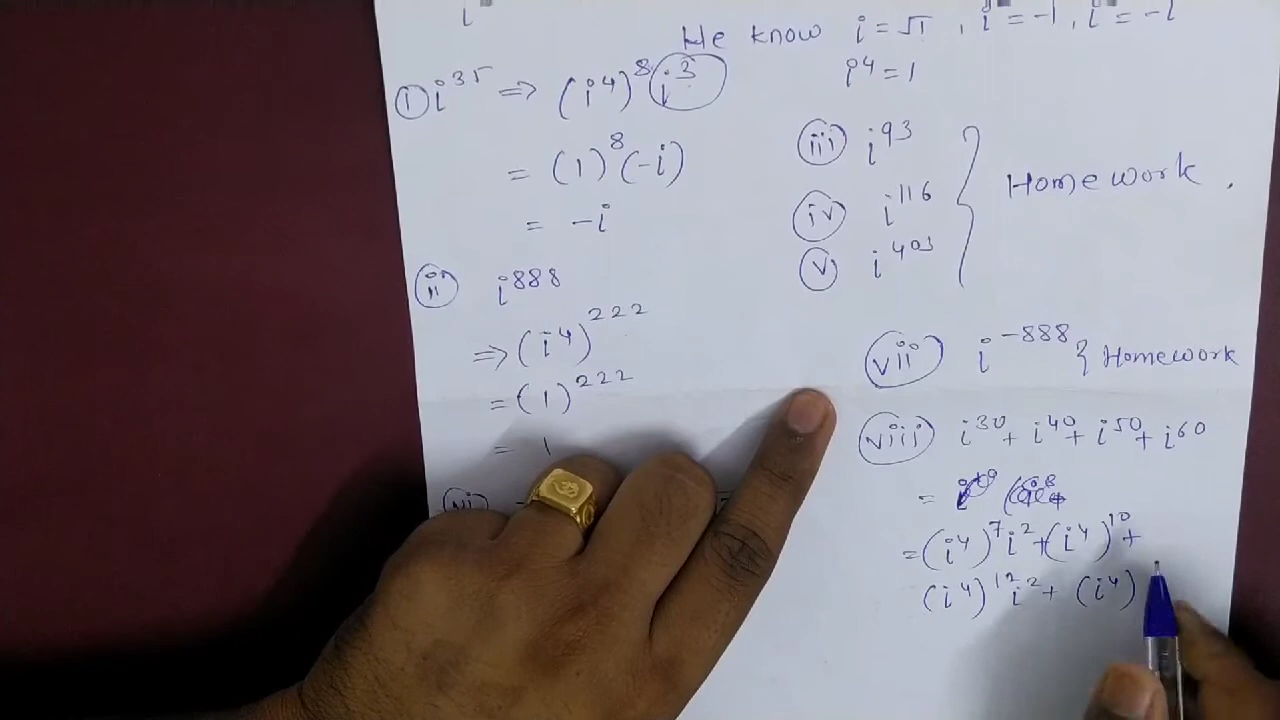 We know i = √1 , i = -1 , i = -i
i⁴ = 1
(i) i³⁵ => (i⁴)⁸ i³
= (1)⁸ (-i)
= -i
(ii) i⁸⁸⁸
=> (i⁴)²²²
= (1)²²²
= 1
(vi)
(iii) i⁹³
(iv) i¹¹⁶
(v) i⁴⁰³
} Homework .
(vii) i⁻⁸⁸⁸ } Homework
(viii) i³⁰ + i⁴⁰ + i⁵⁰ + i⁶⁰
= (i⁴)⁷ i² + (i⁴)¹⁰ +
(i⁴)¹² i² + (i⁴)